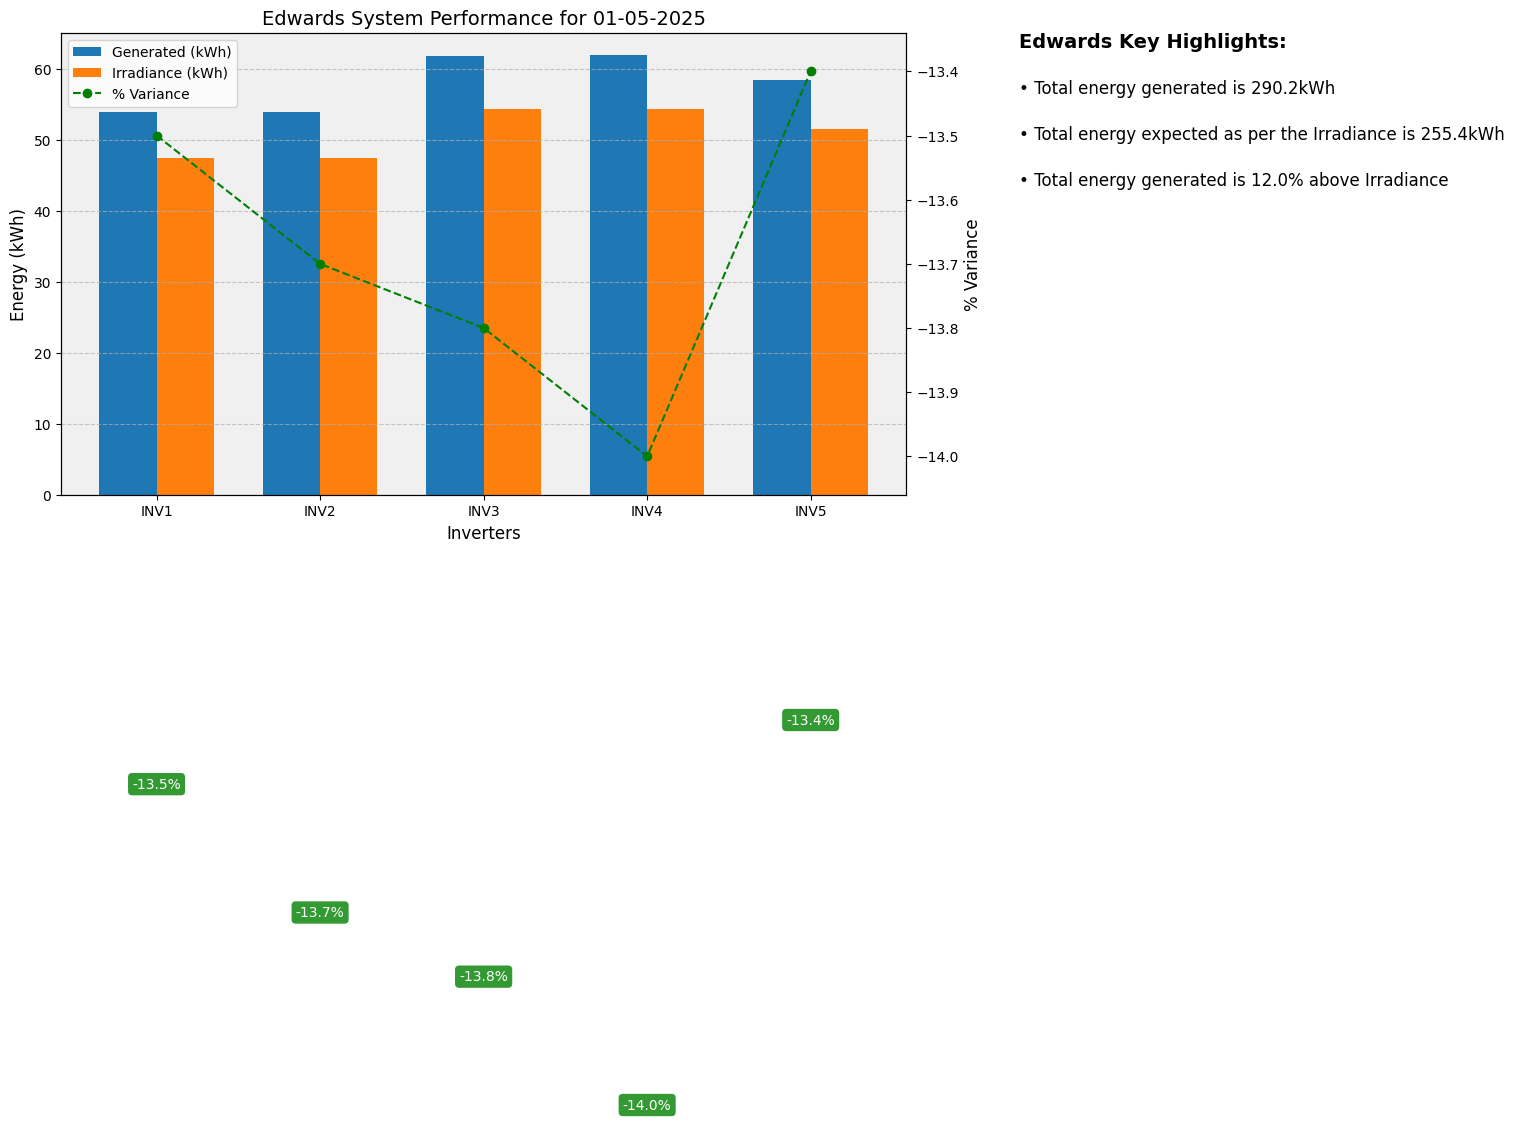 Edwards System Performance for 01-05-2025
Generated (kWh)
Irradiance (kWh)
% Variance
Energy (kWh)
60
50
40
30
20
10
0
INV1
INV2
INV3
INV4
INV5
Inverters
−13.4
−13.5
−13.6
−13.7
−13.8
−13.9
−14.0
% Variance
Edwards Key Highlights:
• Total energy generated is 290.2kWh
• Total energy expected as per the Irradiance is 255.4kWh
• Total energy generated is 12.0% above Irradiance
-13.4%
-13.5%
-13.7%
-13.8%
-14.0%